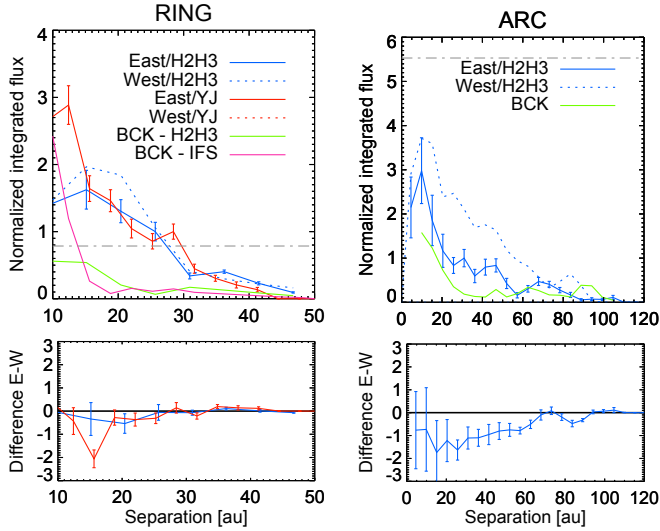 RING
4
3
2
1
0
Normalized integrated flux
East/H2H3
West/H2H3
East/YJ
West/YJ
BCK - H2H3
BCK - IFS
10 20 30 40 50
3
2
1
0
-1
-2
-3
Difference E-W
10 20 30 40 50
Separation [au]
ARC
6
5
4
3
2
1
0
Normalized integrated flux
East/H2H3
West/H2H3
BCK
0 20 40 60 80 100 120
3
2
1
0
-1
-2
-3
Difference E-W
0 20 40 60 80 100 120
Separation [au]